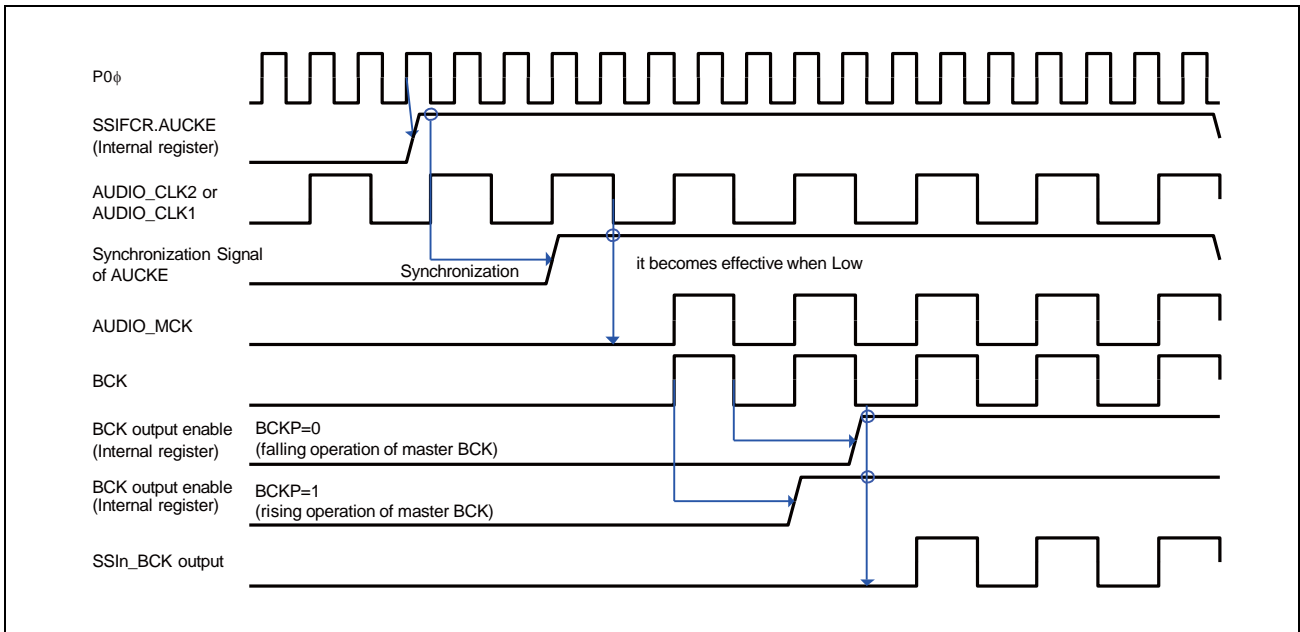 P0ϕ
SSIFCR.AUCKE
(Internal register)
AUDIO_CLK2 or
AUDIO_CLK1
Synchronization Signal
of AUCKE
Synchronization
it becomes effective when Low
AUDIO_MCK
BCK
BCK output enable
(Internal register)
BCKP=0
(falling operation of master BCK)
BCK output enable
(Internal register)
BCKP=1
(rising operation of master BCK)
SSIn_BCK output